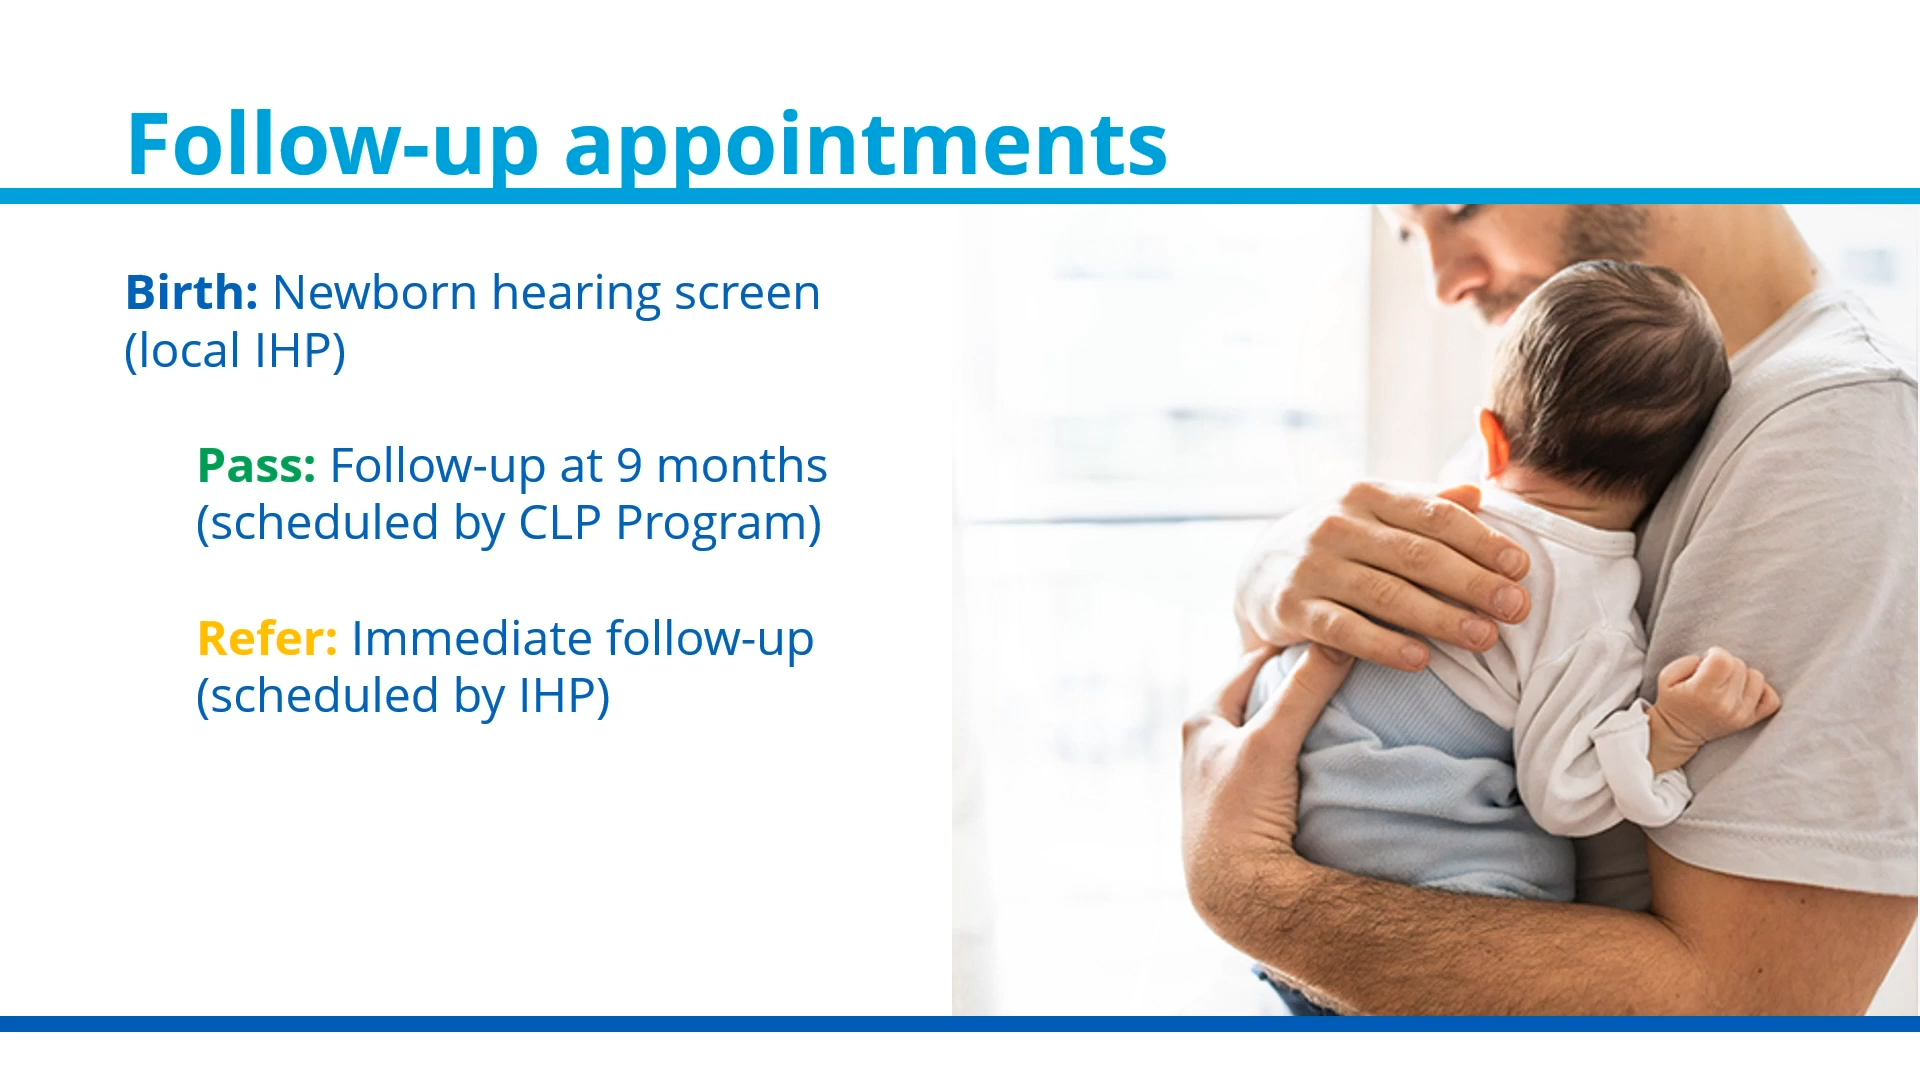 Follow-up appointments
Birth: Newborn hearing screen
(local IHP)
Pass: Follow-up at 9 months
(scheduled by CLP Program)
Refer: Immediate follow-up
(scheduled by IHP)